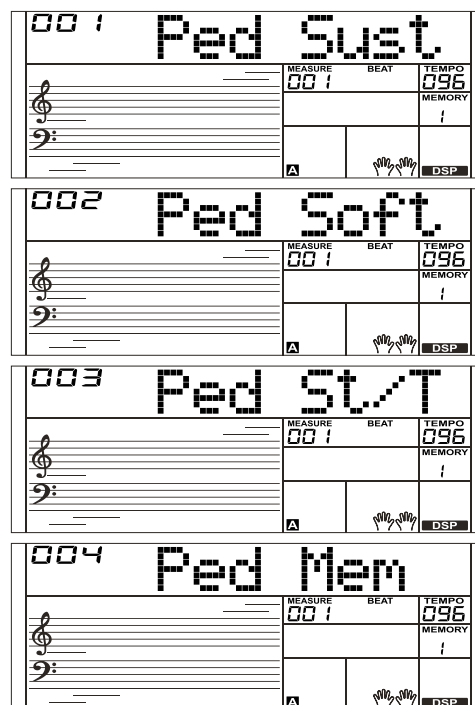 001 Ped Sust.
MEASURE BEAT TEMPO
001 096
MEMORY
1
A DSP
002 Ped Soft.
MEASURE BEAT TEMPO
001 096
MEMORY
1
A DSP
003 Ped St/T
MEASURE BEAT TEMPO
001 096
MEMORY
1
A DSP
004 Ped Mem
MEASURE BEAT TEMPO
001 096
MEMORY
1
A DSP